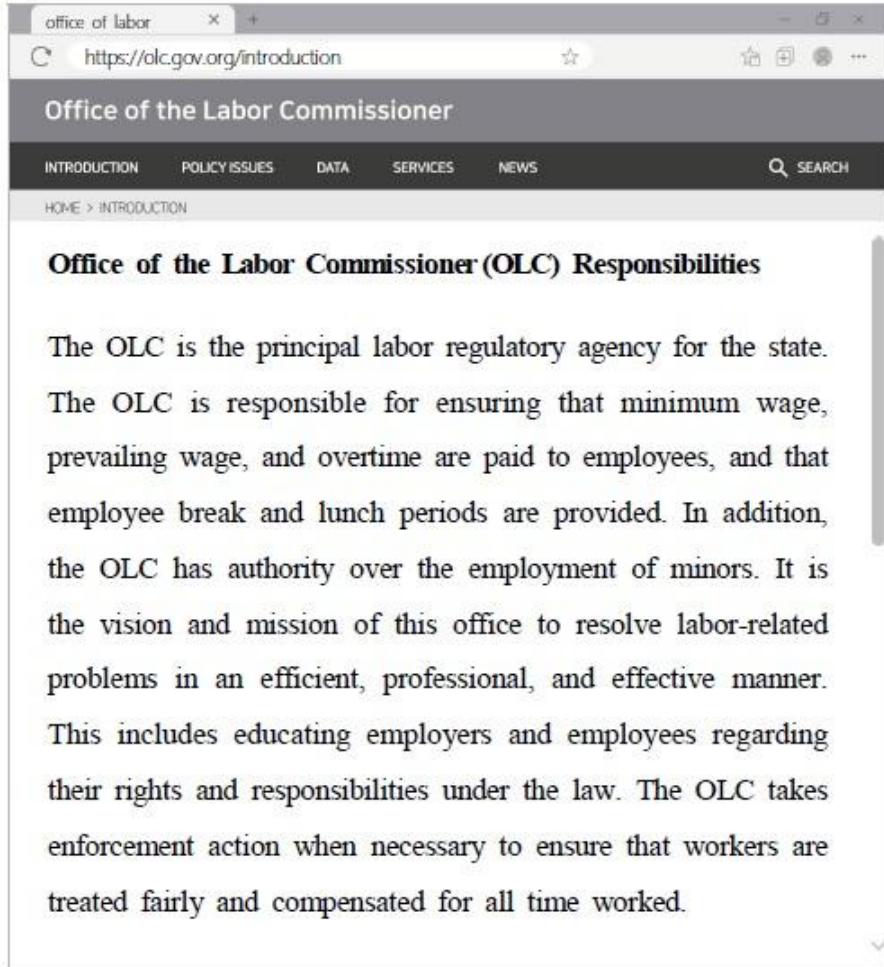 office of labor
https://olc.gov.org/introduction
Office of the Labor Commissioner
INTRODUCTION POLICY ISSUES DATA SERVICES NEWS SEARCH
HOME > INTRODUCTION
Office of the Labor Commissioner (OLC) Responsibilities
The OLC is the principal labor regulatory agency for the state.
The OLC is responsible for ensuring that minimum wage,
prevailing wage, and overtime are paid to employees, and that
employee break and lunch periods are provided. In addition,
the OLC has authority over the employment of minors. It is
the vision and mission of this office to resolve labor-related
problems in an efficient, professional, and effective manner.
This includes educating employers and employees regarding
their rights and responsibilities under the law. The OLC takes
enforcement action when necessary to ensure that workers are
treated fairly and compensated for all time worked.